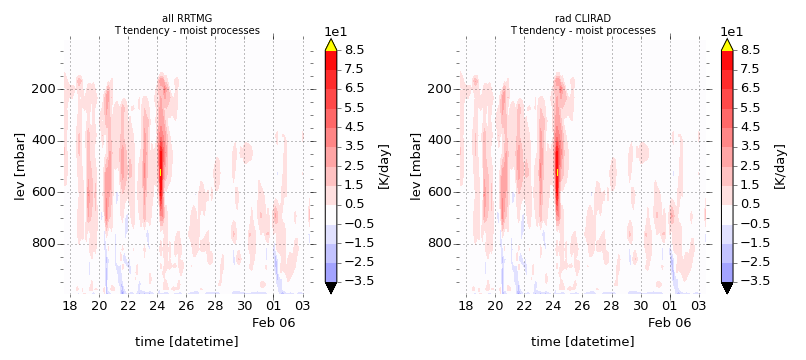 all RRTMG
T tendency - moist processes
1e1
8.5
7.5
6.5
5.5
4.5
3.5
2.5
1.5
0.5
−0.5
−1.5
−2.5
−3.5
[K/day]
lev [mbar]
200
400
600
800
18 20 22 24 26 28 30 01 03
Feb 06
time [datetime]
rad CLIRAD
T tendency - moist processes
1e1
8.5
7.5
6.5
5.5
4.5
3.5
2.5
1.5
0.5
−0.5
−1.5
−2.5
−3.5
[K/day]
lev [mbar]
200
400
600
800
18 20 22 24 26 28 30 01 03
Feb 06
time [datetime]